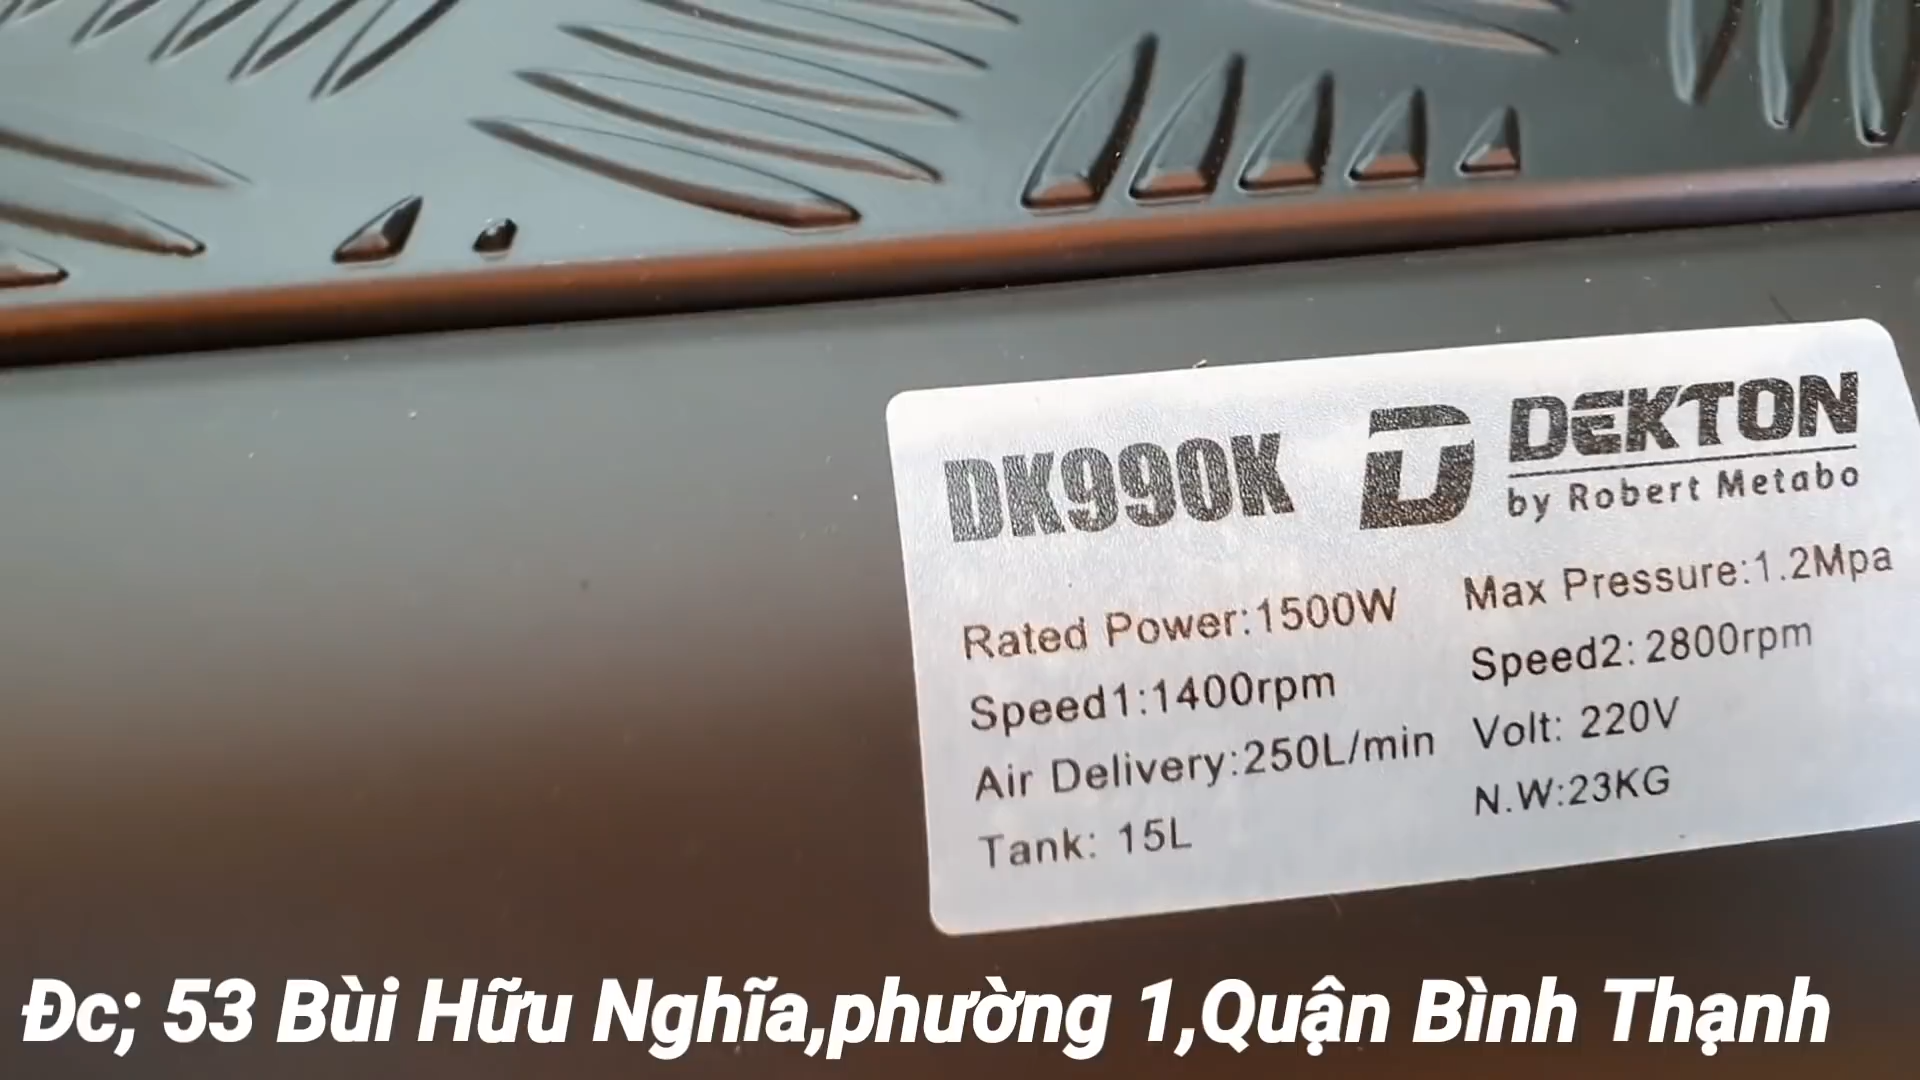 DK990K
DEKTON
by Robert Metabo
Rated Power:1500W
Max Pressure:1.2Mpa
Speed1:1400rpm
Speed2: 2800rpm
Air Delivery:250L/min
Volt: 220V
Tank: 15L
N.W:23KG
Đc; 53 Bùi Hữu Nghĩa,phường 1,Quận Bình Thạnh